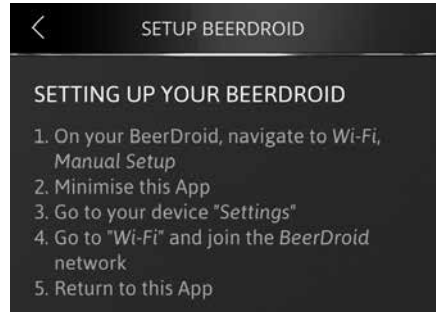 SETUP BEERDROID
SETTING UP YOUR BEERDROID
1. On your BeerDroid, navigate to Wi-Fi,
Manual Setup
2. Minimise this App
3. Go to your device "Settings"
4. Go to "Wi-Fi" and join the BeerDroid
network
5. Return to this App